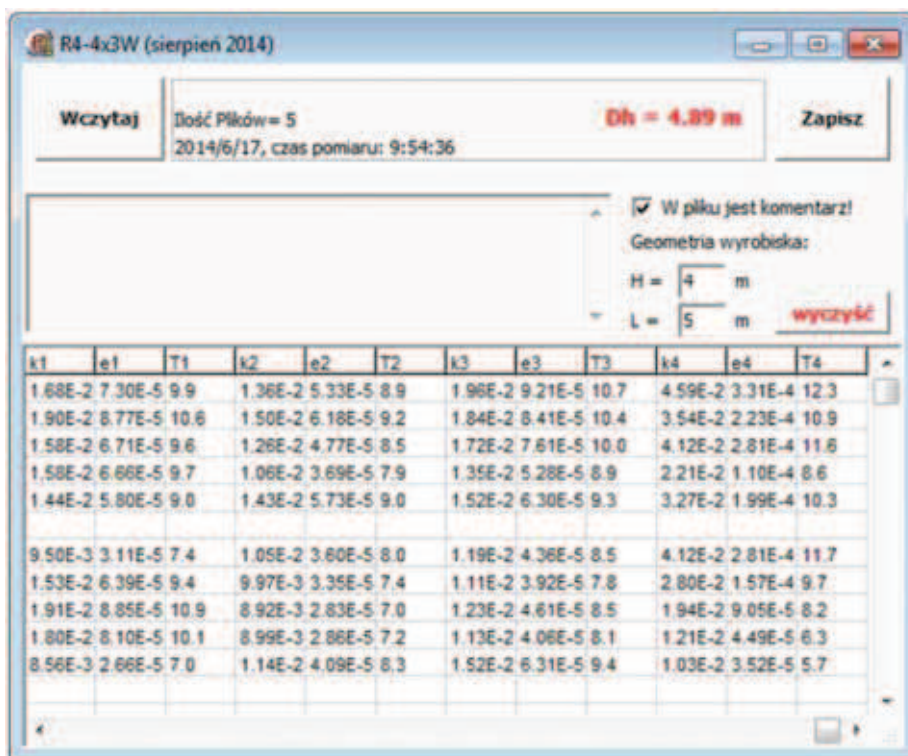 R4-4x3W (sierpień 2014)
Wczytaj
Ilość Plików= 5
Dh = 4.89 m
Zapisz
2014/6/17, czas pomiaru: 9:54:36
W pliku jest komentarz!
Geometria wyrobiska:
H = 4 m
L = 5 m
wyczyść
k1 e1 T1 k2 e2 T2 k3 e3 T3 k4 e4 T4
1.68E-2 7.30E-5 9.9 1.36E-2 5.33E-5 8.9 1.96E-2 9.21E-5 10.7 4.59E-2 3.31E-4 12.3
1.90E-2 8.77E-5 10.6 1.50E-2 6.18E-5 9.2 1.84E-2 8.41E-5 10.4 3.54E-2 2.23E-4 10.9
1.58E-2 6.71E-5 9.6 1.26E-2 4.77E-5 8.5 1.72E-2 7.61E-5 10.0 4.12E-2 2.81E-4 11.6
1.58E-2 6.66E-5 9.7 1.06E-2 3.69E-5 7.9 1.35E-2 5.28E-5 8.9 2.21E-2 1.10E-4 8.6
1.44E-2 5.80E-5 9.0 1.43E-2 5.73E-5 9.0 1.52E-2 6.30E-5 9.3 3.27E-2 1.99E-4 10.3
9.50E-3 3.11E-5 7.4 1.05E-2 3.60E-5 8.0 1.19E-2 4.36E-5 8.5 4.12E-2 2.81E-4 11.7
1.53E-2 6.39E-5 9.4 9.97E-3 3.35E-5 7.4 1.11E-2 3.92E-5 7.8 2.80E-2 1.57E-4 9.7
1.91E-2 8.85E-5 10.9 8.92E-3 2.83E-5 7.0 1.23E-2 4.61E-5 8.5 1.94E-2 9.05E-5 8.2
1.80E-2 8.10E-5 10.1 8.99E-3 2.86E-5 7.2 1.13E-2 4.06E-5 8.1 1.21E-2 4.49E-5 6.3
8.56E-3 2.66E-5 7.0 1.14E-2 4.09E-5 8.3 1.52E-2 6.31E-5 9.4 1.03E-2 3.52E-5 5.7